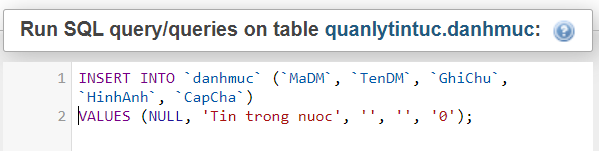 Run SQL query/queries on table quanlytintuc.danhmuc:
1 INSERT INTO `danhmuc` (`MaDM`, `TenDM`, `GhiChu`,
`HinhAnh`, `CapCha`)
2 VALUES (NULL, 'Tin trong nuoc', '', '', '0');